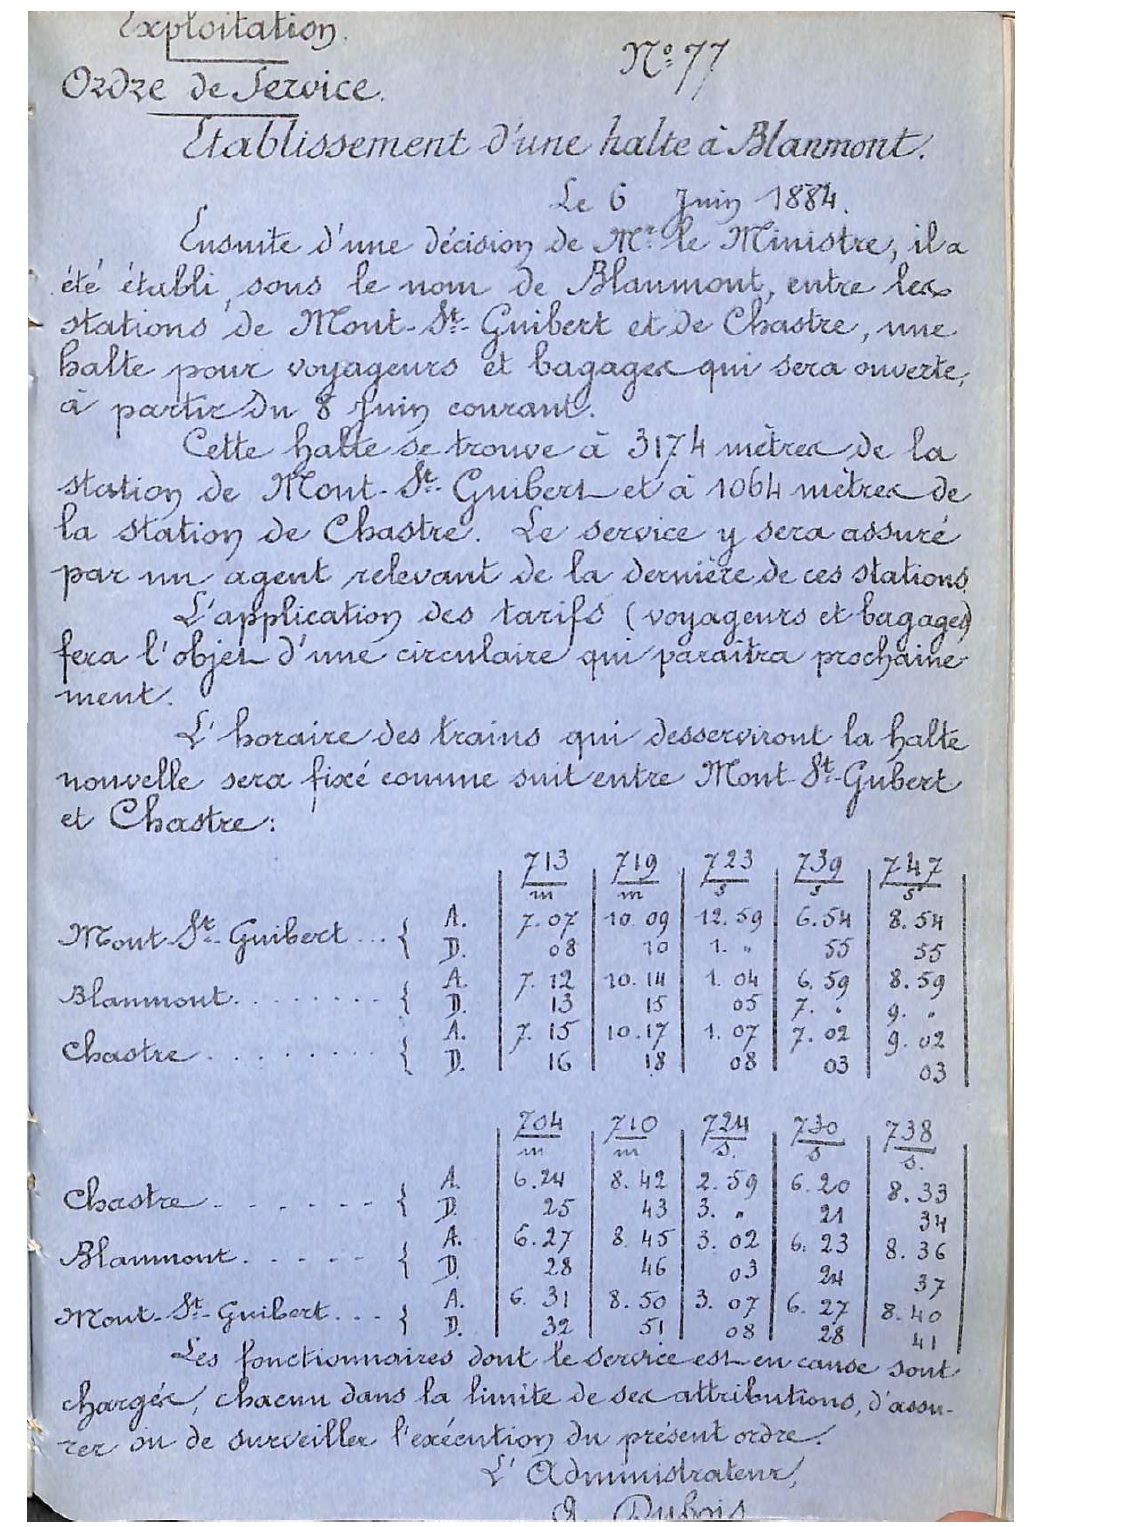 Exploitation.
N° 77
Ordre de Service.
Etablissement d'une halte à Blanmont.
Le 6 Juin 1884.
Ensuite d'une décision de Mr. le Ministre, il a
été établi, sous le nom de Blanmont, entre les
stations de Mont-St-Guibert et de Chastre, une
halte pour voyageurs et bagages qui sera ouverte,
à partir du 8 Juin courant.
Cette halte se trouve à 3174 mètres de la
station de Mont-St-Guibert et à 1064 mètres de
la station de Chastre. Le service y sera assuré
par un agent relevant de la dernière de ces stations
L'application des tarifs (voyageurs et bagages)
fera l'objet d'une circulaire qui paraîtra prochaine
ment.
L'horaire des trains qui desserviront la halte
nouvelle sera fixé comme suit entre Mont-St-Gubert
et Chastre:
713 719 723 739 747
m m s s s
Mont-St-Guibert ... { A. 7.07 10.09 12.59 6.54 8.54
D. 08 10 1. " 55 55
Blanmont ........ { A. 7.12 10.14 1.04 6.59 8.59
D. 13 15 05 7. " 9. "
Chastre ......... { A. 7.15 10.17 1.07 7.02 9.02
D. 16 18 08 03 03
704 710 724 730 738
m m s. s s.
Chastre ------ { A. 6.24 8.42 2.59 6.20 8.33
D. 25 43 3. " 21 34
Blanmont ..... { A. 6.27 8.45 3.02 6.23 8.36
D. 28 46 03 24 37
Mont-St-Guibert ... { A. 6.31 8.50 3.07 6.27 8.40
D. 32 51 08 28 41
Les fonctionnaires dont le service est en cause sont
chargés, chacun dans la limite de ses attributions, d'assu-
rer ou de surveiller l'exécution du présent ordre.
L'Administrateur,
Dubois